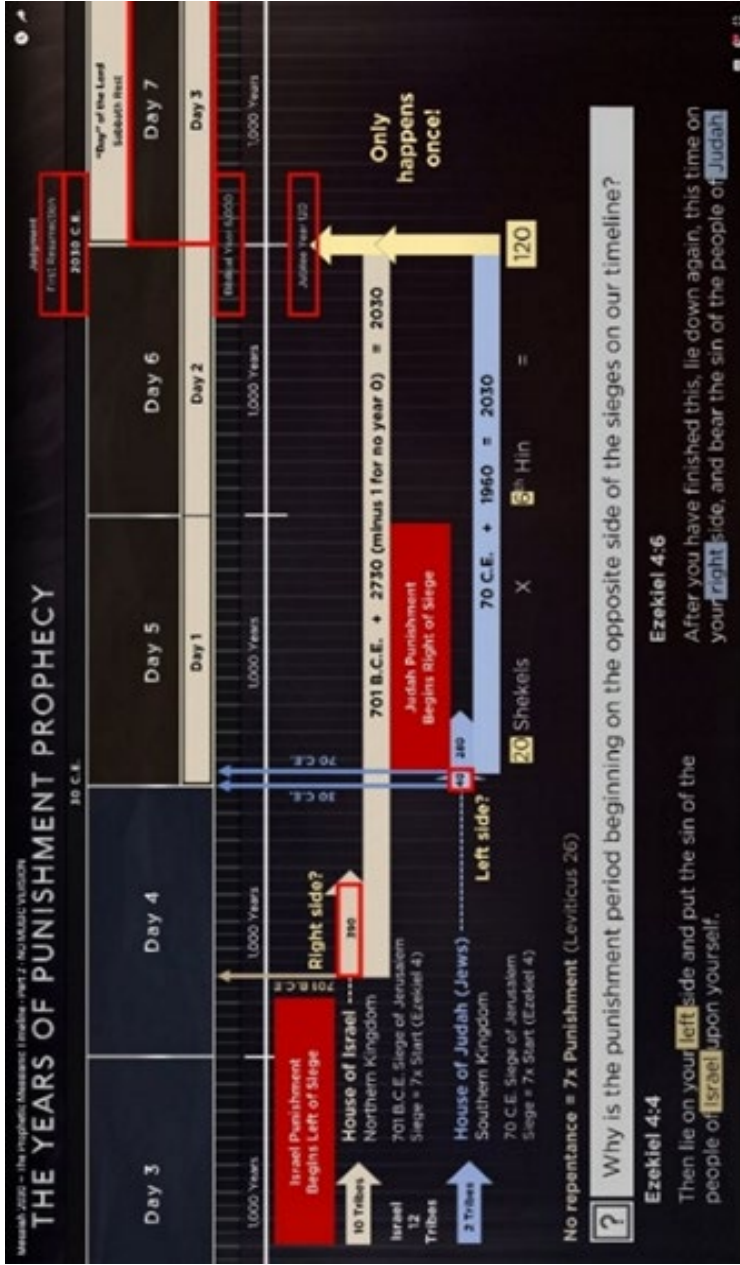 Messiah 2030 – The Prophetic Messianic Timeline - Part 2 - NO MUSIC VERSION
THE YEARS OF PUNISHMENT PROPHECY
Judgment
First Resurrection
30 C.E.
2030 C.E.
"Day" of the Lord
Sabbath Rest
Day 3
Day 4
Day 5
Day 6
Day 7
Day 1
Day 2
Day 3
Biblical Year 6,000
1,000 Years
1,000 Years
1,000 Years
1,000 Years
1,000 Years
Jubilee Year 120
Israel Punishment
Begins Left of Siege
701 B.C.E
30 C.E.
70 C.E.
Right side?
Only
happens
once!
10 Tribes
House of Israel
Northern Kingdom
390
701 B.C.E. + 2730 (minus 1 for no year 0) = 2030
701 B.C.E. Siege of Jerusalem
Siege = 7x Start (Ezekiel 4)
Israel
12
Tribes
Judah Punishment
Begins Right of Siege
2 Tribes
House of Judah (Jews)
Southern Kingdom
40
280
70 C.E. + 1960 = 2030
Left side?
70 C.E. Siege of Jerusalem
Siege = 7x Start (Ezekiel 4)
20 Shekels X 6th Hin = 120
No repentance = 7x Punishment (Leviticus 26)
? Why is the punishment period beginning on the opposite side of the sieges on our timeline?
Ezekiel 4:4
Then lie on your left side and put the sin of the
people of Israel upon yourself.
Ezekiel 4:6
After you have finished this, lie down again, this time on
your right side, and bear the sin of the people of Judah